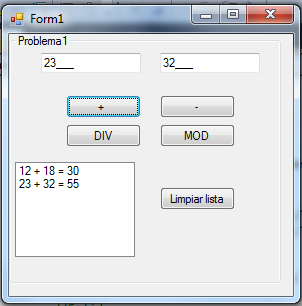 Form1
Problema1
23___ 32___
+ -
DIV MOD
12 + 18 = 30
23 + 32 = 55
Limpiar lista